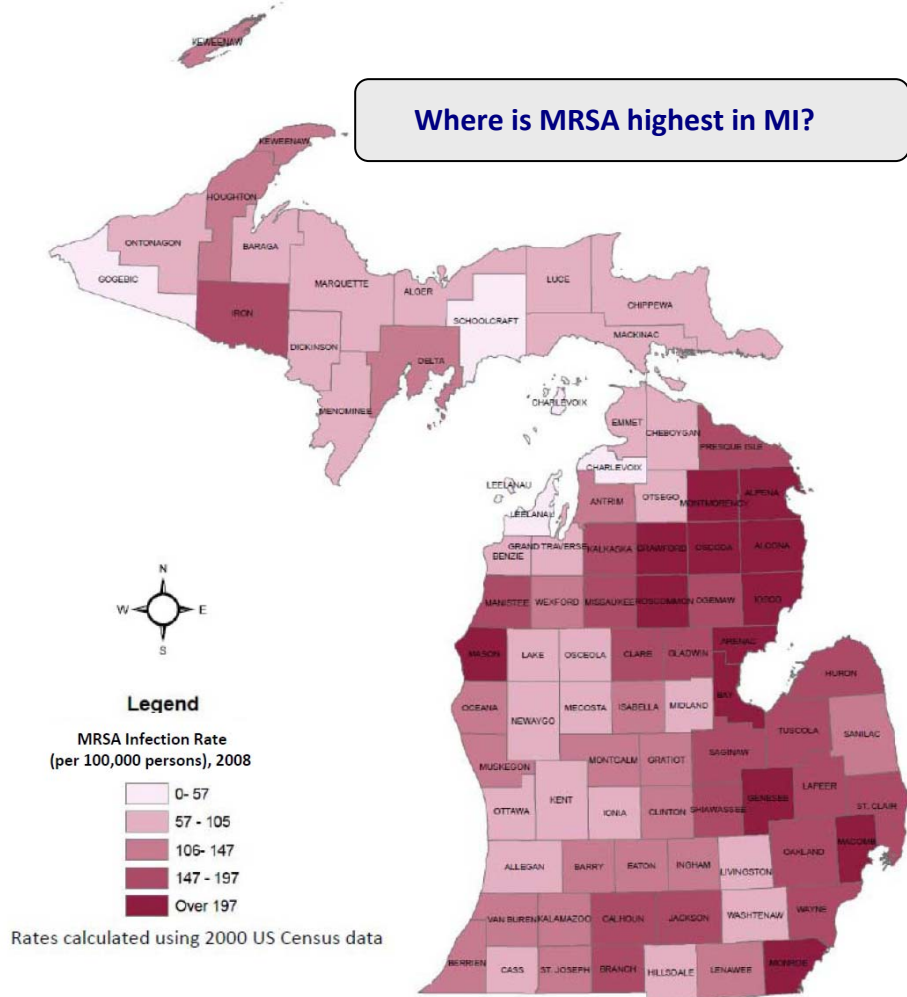 KEWEENAW
Where is MRSA highest in MI?
KEWEENAW
HOUGHTON
ONTONAGON
BARAGA
GOGEBIC
MARQUETTE
LUCE
ALGER
CHIPPEWA
IRON
SCHOOLCRAFT
MACKINAC
DICKINSON
DELTA
CHARLEVOIX
MENOMINEE
EMMET
CHEBOYGAN
PRESQUE ISLE
CHARLEVOIX
LEELANAU
OTSEGO
ALPENA
ANTRIM
MONTMORENCY
LEELANAU
GRAND TRAVERSE
KALKASKA
CRAWFORD
OSCODA
ALCONA
BENZIE
MANISTEE
WEXFORD
MISSAUKEE
ROSCOMMON
OGEMAW
IOSCO
ARENAC
MASON
LAKE
OSCEOLA
CLARE
GLADWIN
HURON
BAY
OCEANA
NEWAYGO
MECOSTA
ISABELLA
MIDLAND
TUSCOLA
SANILAC
SAGINAW
MUSKEGON
MONTCALM
GRATIOT
GENESEE
LAPEER
KENT
ST. CLAIR
OTTAWA
IONIA
CLINTON
SHIAWASSEE
MACOMB
OAKLAND
ALLEGAN
BARRY
EATON
INGHAM
LIVINGSTON
VAN BUREN
KALAMAZOO
CALHOUN
JACKSON
WASHTENAW
WAYNE
BERRIEN
CASS
ST. JOSEPH
BRANCH
HILLSDALE
LENAWEE
MONROE
N
W
E
S
Legend
MRSA Infection Rate
(per 100,000 persons), 2008
0- 57
57 - 105
106- 147
147 - 197
Over 197
Rates calculated using 2000 US Census data